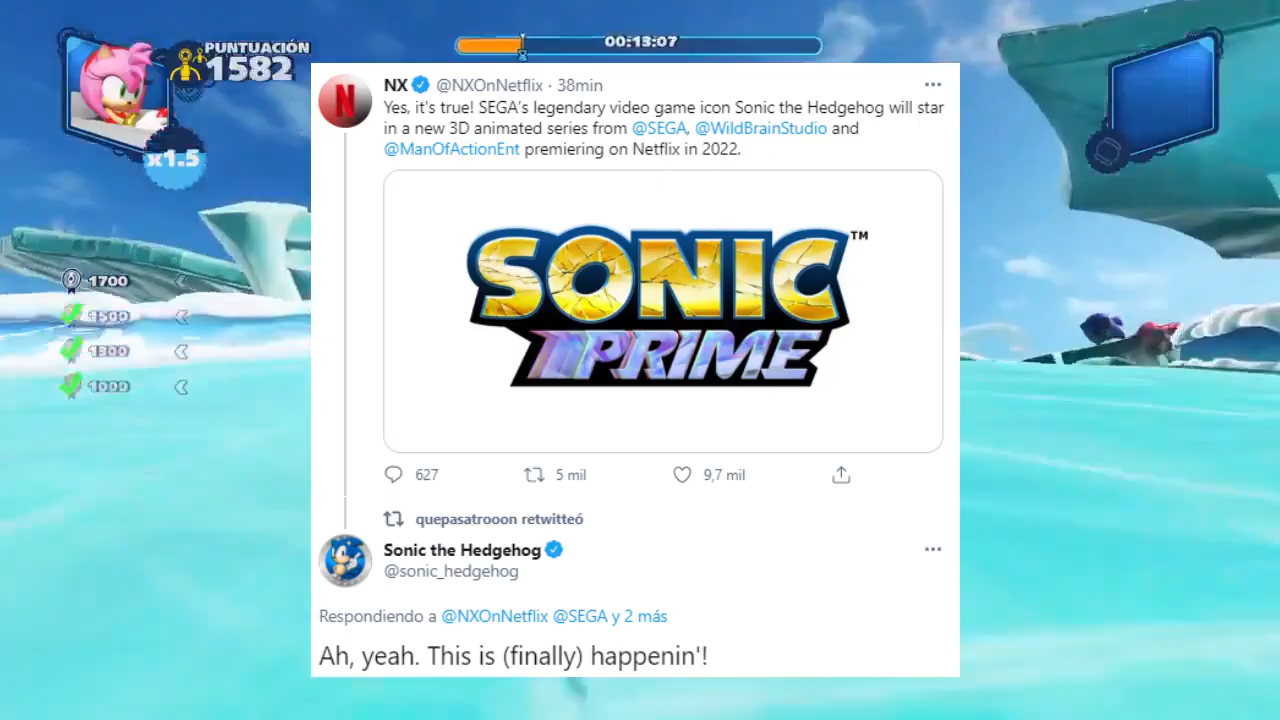 PUNTUACIÓN
1582
x1.5
00:13:07
1700
1500
1300
1000
NX @NXOnNetflix · 38min
Yes, it's true! SEGA's legendary video game icon Sonic the Hedgehog will star
in a new 3D animated series from @SEGA, @WildBrainStudio and
@ManOfActionEnt premiering on Netflix in 2022.
SONIC™
PRIME
627 5 mil 9,7 mil
quepasatrooon retwitteó
Sonic the Hedgehog
@sonic_hedgehog
Respondiendo a @NXOnNetflix @SEGA y 2 más
Ah, yeah. This is (finally) happenin'!